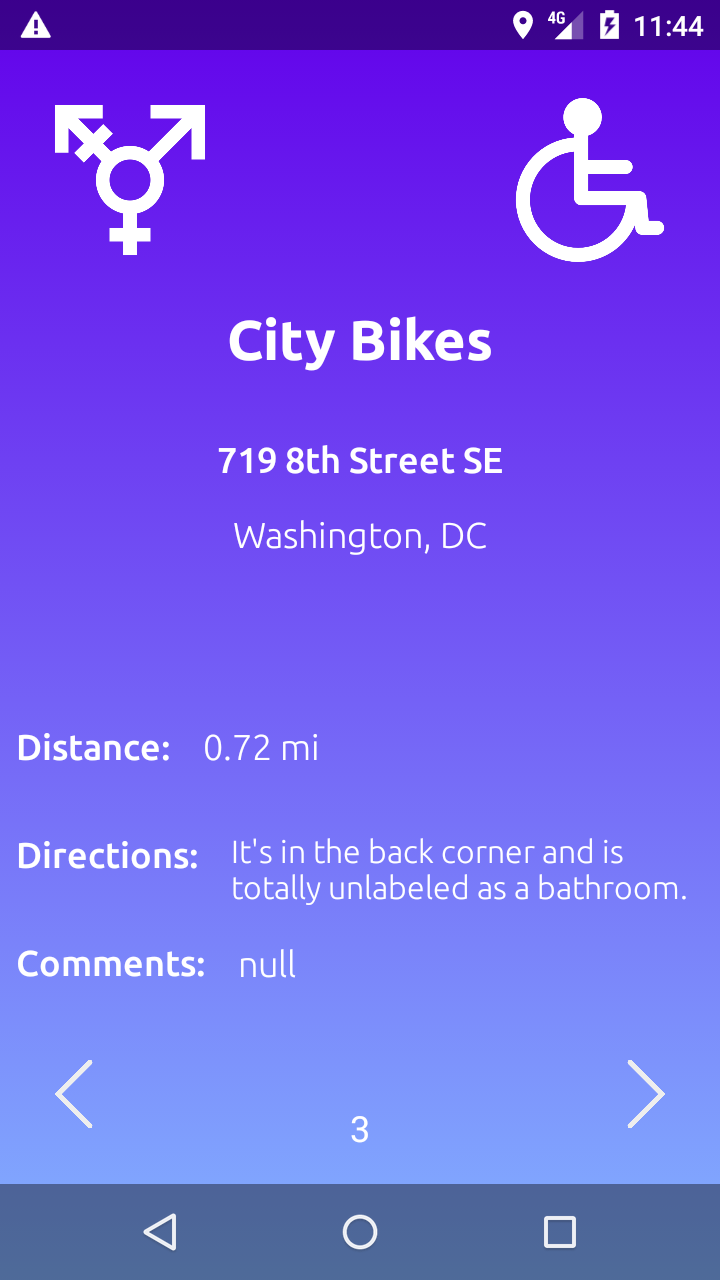 4G 11:44
City Bikes
719 8th Street SE
Washington, DC
Distance: 0.72 mi
Directions: It's in the back corner and is
totally unlabeled as a bathroom.
Comments: null
3